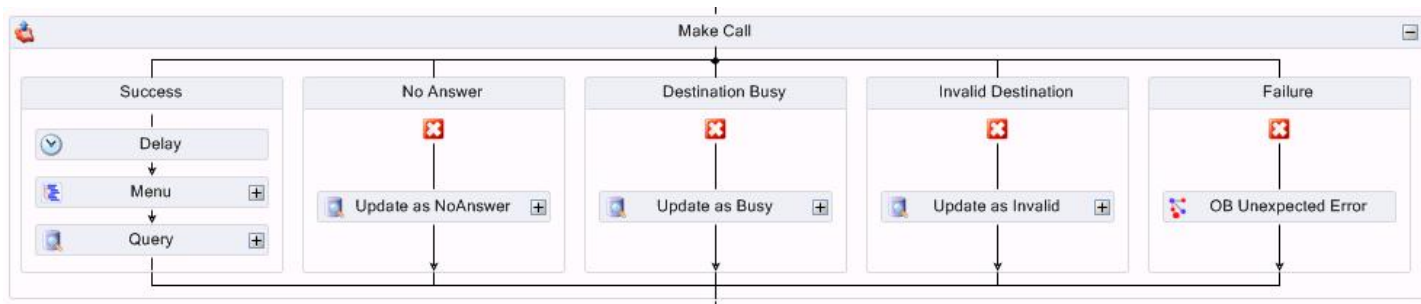 Make Call
Success
No Answer
Destination Busy
Invalid Destination
Failure
Delay
Menu
Update as NoAnswer
Update as Busy
Update as Invalid
OB Unexpected Error
Query